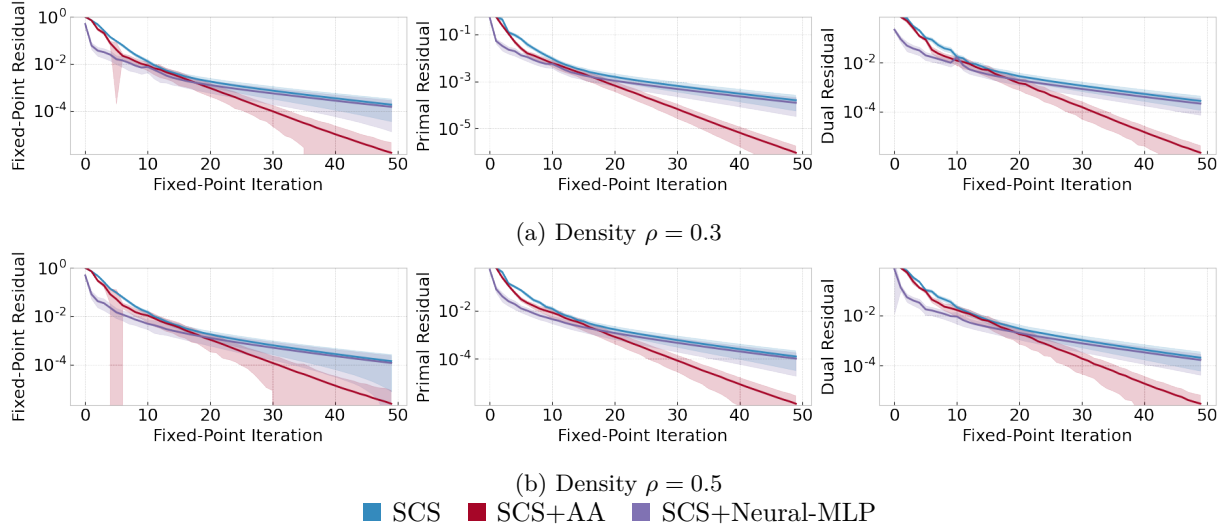 Fixed-Point Residual
10^0
10^{-2}
10^{-4}
0 10 20 30 40 50
Fixed-Point Iteration
Primal Residual
10^{-1}
10^{-3}
10^{-5}
0 10 20 30 40 50
Fixed-Point Iteration
Dual Residual
10^{-2}
10^{-4}
0 10 20 30 40 50
Fixed-Point Iteration
(a) Density ρ = 0.3
Fixed-Point Residual
10^0
10^{-2}
10^{-4}
0 10 20 30 40 50
Fixed-Point Iteration
Primal Residual
10^{-2}
10^{-4}
0 10 20 30 40 50
Fixed-Point Iteration
Dual Residual
10^{-2}
10^{-4}
0 10 20 30 40 50
Fixed-Point Iteration
(b) Density ρ = 0.5
SCS SCS+AA SCS+Neural-MLP